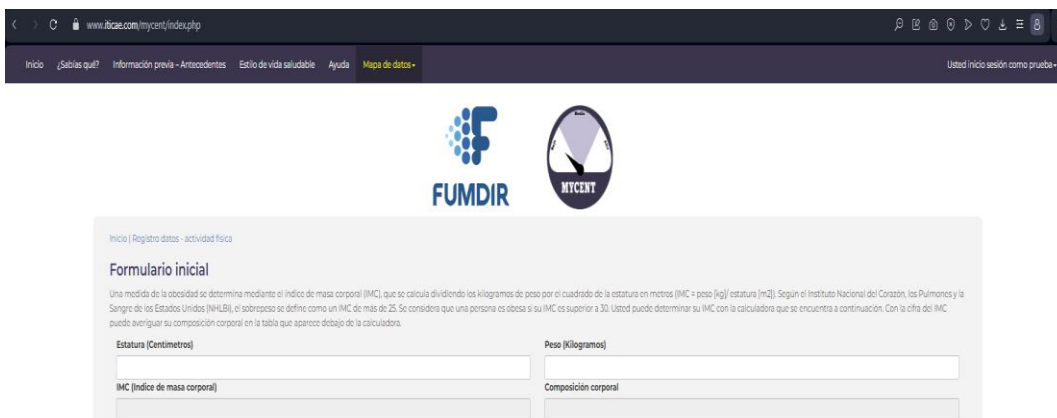 www.iticae.com/mycent/index.php
Inicio ¿Sabías qué? Información previa - Antecedentes Estilo de vida saludable Ayuda Mapa de datos Usted inicio sesión como prueba
FUMDIR
MYCENT
Inicio | Registro datos - actividad física
Formulario inicial
Una medida de la obesidad se determina mediante el índice de masa corporal (IMC), que se calcula dividiendo los kilogramos de peso por el cuadrado de la estatura en metros (IMC = peso [kg]/ estatura [m2]). Según el Instituto Nacional del Corazón, los Pulmones y la
Sangre de los Estados Unidos (NHLBI), el sobrepeso se define como un IMC de más de 25. Se considera que una persona es obesa si su IMC es superior a 30. Usted puede determinar su IMC con la calculadora que se encuentra a continuación. Con la cifra del IMC
puede averiguar su composición corporal en la tabla que aparece debajo de la calculadora.
Estatura (Centimetros) Peso (Kilogramos)
IMC (Indice de masa corporal) Composición corporal